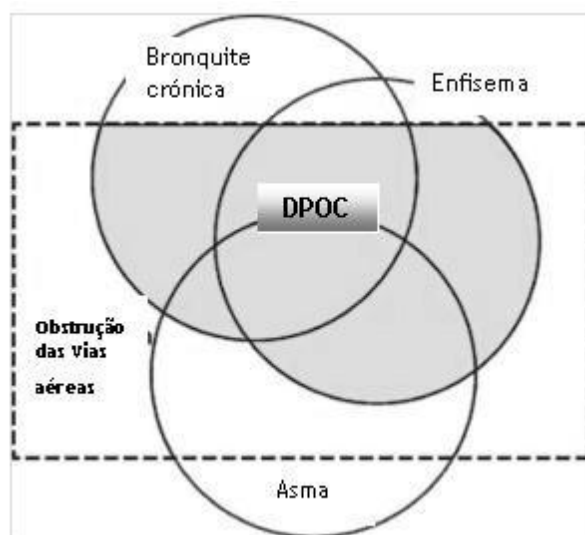 Bronquite
crónica
Enfisema
DPOC
Obstrução
das Vias
aéreas
Asma